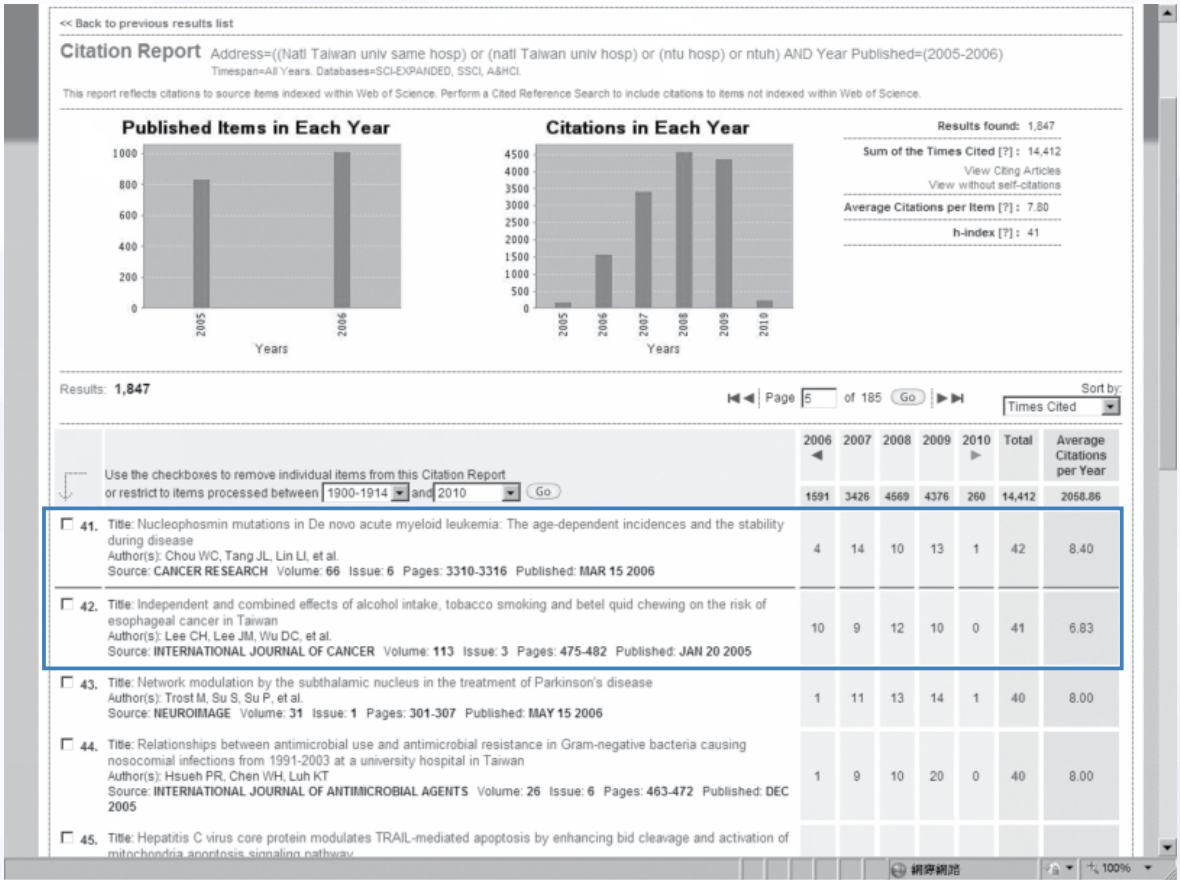 << Back to previous results list
Citation Report Address=((Natl Taiwan univ same hosp) or (natl Taiwan univ hosp) or (ntu hosp) or ntuh) AND Year Published=(2005-2006)
Timespan=All Years. Databases=SCI-EXPANDED, SSCI, A&HCI.
This report reflects citations to source items indexed within Web of Science. Perform a Cited Reference Search to include citations to items not indexed within Web of Science.
Published Items in Each Year
1000
800
600
400
200
0
2005
2006
Years
Citations in Each Year
4500
4000
3500
3000
2500
2000
1500
1000
500
0
2005
2006
2007
2008
2009
2010
Years
Results found: 1,847
Sum of the Times Cited [?] : 14,412
View Citing Articles
View without self-citations
Average Citations per Item [?] : 7.80
h-index [?] : 41
Results: 1,847
Page 5 of 185 Go
Sort by:
Times Cited
2006 2007 2008 2009 2010 Total Average Citations per Year
Use the checkboxes to remove individual items from this Citation Report
or restrict to items processed between 1900-1914 and 2010 Go
1591 3426 4569 4376 260 14,412 2058.86
41. Title: Nucleophosmin mutations in De novo acute myeloid leukemia: The age-dependent incidences and the stability
during disease
Author(s): Chou WC, Tang JL, Lin LI, et al.
Source: CANCER RESEARCH Volume: 66 Issue: 6 Pages: 3310-3316 Published: MAR 15 2006
4 14 10 13 1 42 8.40
42. Title: Independent and combined effects of alcohol intake, tobacco smoking and betel quid chewing on the risk of
esophageal cancer in Taiwan
Author(s): Lee CH, Lee JM, Wu DC, et al.
Source: INTERNATIONAL JOURNAL OF CANCER Volume: 113 Issue: 3 Pages: 475-482 Published: JAN 20 2005
10 9 12 10 0 41 6.83
43. Title: Network modulation by the subthalamic nucleus in the treatment of Parkinson's disease
Author(s): Trost M, Su S, Su P, et al.
Source: NEUROIMAGE Volume: 31 Issue: 1 Pages: 301-307 Published: MAY 15 2006
1 11 13 14 1 40 8.00
44. Title: Relationships between antimicrobial use and antimicrobial resistance in Gram-negative bacteria causing
nosocomial infections from 1991-2003 at a university hospital in Taiwan
Author(s): Hsueh PR, Chen WH, Luh KT
Source: INTERNATIONAL JOURNAL OF ANTIMICROBIAL AGENTS Volume: 26 Issue: 6 Pages: 463-472 Published: DEC
2005
1 9 10 20 0 40 8.00
45. Title: Hepatitis C virus core protein modulates TRAIL-mediated apoptosis by enhancing bid cleavage and activation of
mitochondria apoptosis signaling pathway
網際網路
100%